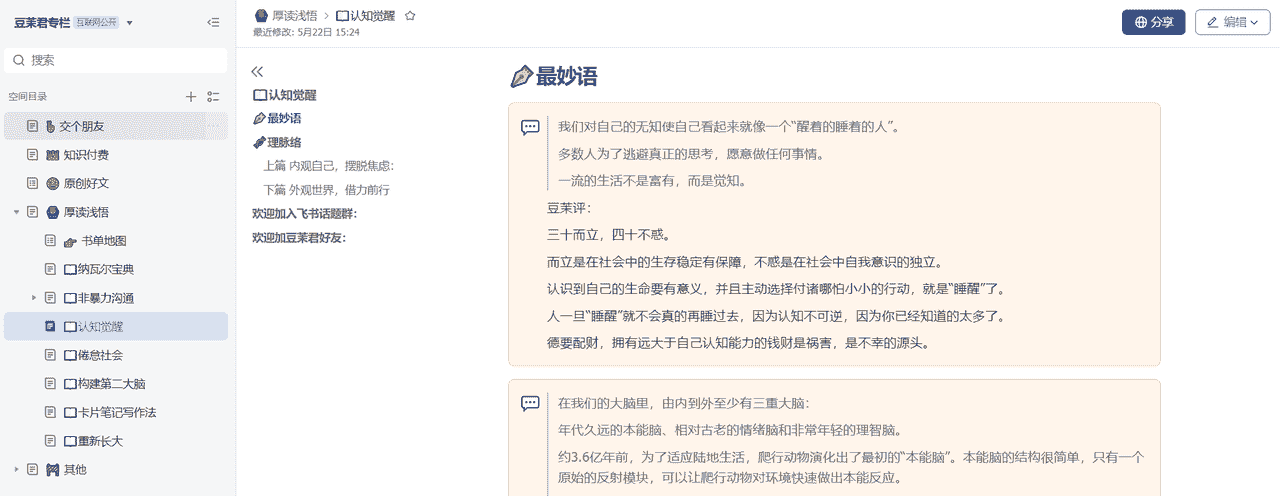 豆茉君专栏 互联网公开
搜索
空间目录
交个朋友
知识付费
原创好文
厚读浅悟
书单地图
纳瓦尔宝典
非暴力沟通
认知觉醒
倦怠社会
构建第二大脑
卡片笔记写作法
重新长大
其他
厚读浅悟 > 认知觉醒
最近修改: 5月22日 15:24
分享
编辑
认知觉醒
最妙语
理脉络
上篇 内观自己，摆脱焦虑：
下篇 外观世界，借力前行
欢迎加入飞书话题群：
欢迎加豆茉君好友：
最妙语
我们对自己的无知使自己看起来就像一个“醒着的睡着的人”。
多数人为了逃避真正的思考，愿意做任何事情。
一流的生活不是富有，而是觉知。
豆茉评：
三十而立，四十不惑。
而立是在社会中的生存稳定有保障，不惑是在社会中自我意识的独立。
认识到自己的生命要有意义，并且主动选择付诸哪怕小小的行动，就是“睡醒”了。
人一旦“睡醒”就不会真的再睡过去，因为认知不可逆，因为你已经知道的太多了。
德要配财，拥有远大于自己认知能力的钱财是祸害，是不幸的源头。
在我们的大脑里，由内到外至少有三重大脑：
年代久远的本能脑、相对古老的情绪脑和非常年轻的理智脑。
约3.6亿年前，为了适应陆地生活，爬行动物演化出了最初的“本能脑”。本能脑的结构很简单，只有一个
原始的反射模块，可以让爬行动物对环境快速做出本能反应。